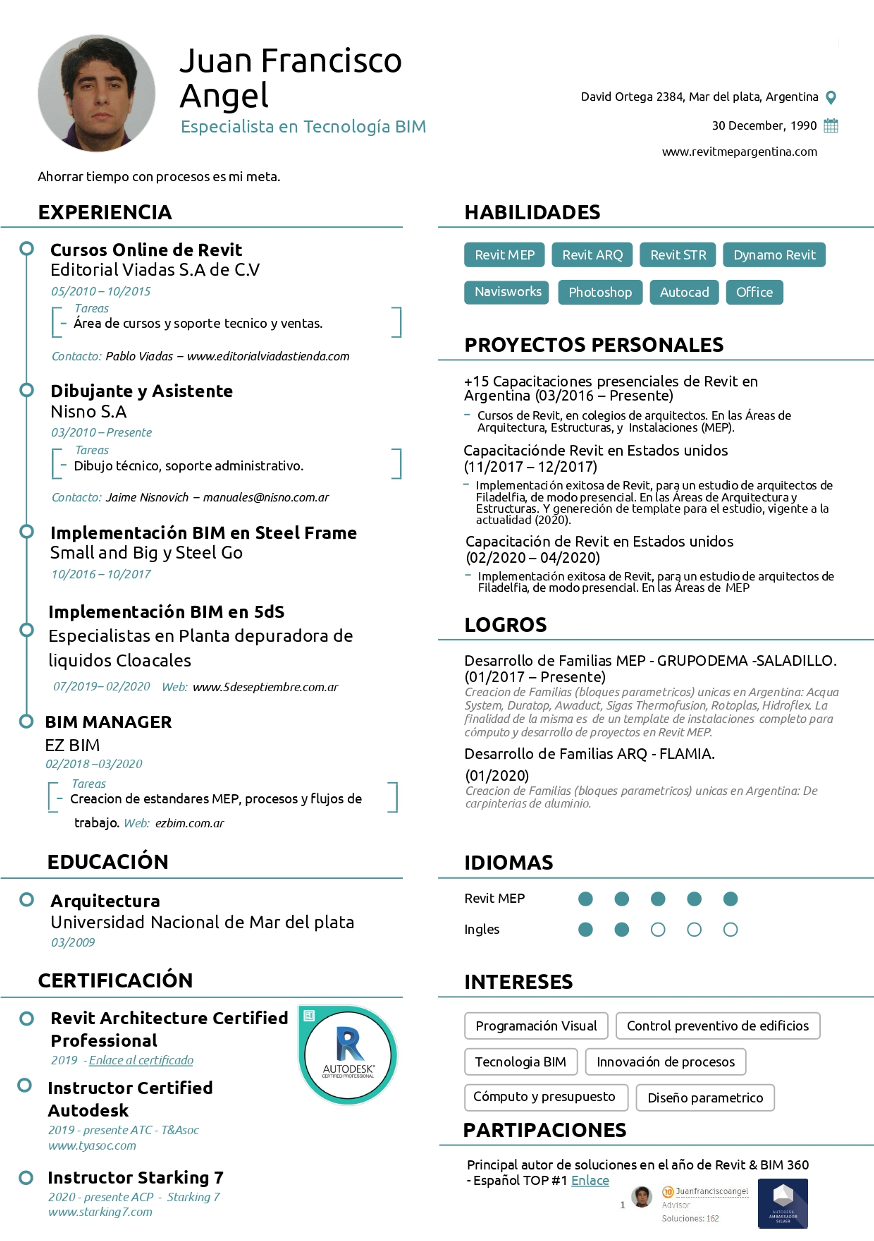 Juan Francisco
Angel
Especialista en Tecnología BIM
David Ortega 2384, Mar del plata, Argentina
30 December, 1990
www.revitmepargentina.com
Ahorrar tiempo con procesos es mi meta.
EXPERIENCIA
Cursos Online de Revit
Editorial Viadas S.A de C.V
05/2010 – 10/2015
Tareas
– Área de cursos y soporte tecnico y ventas.
Contacto: Pablo Viadas – www.editorialviadastienda.com
Dibujante y Asistente
Nisno S.A
03/2010 – Presente
Tareas
– Dibujo técnico, soporte administrativo.
Contacto: Jaime Nisnovich – manuales@nisno.com.ar
Implementación BIM en Steel Frame
Small and Big y Steel Go
10/2016 – 10/2017
Implementación BIM en 5dS
Especialistas en Planta depuradora de
liquidos Cloacales
07/2019– 02/2020 Web: www.5deseptiembre.com.ar
BIM MANAGER
EZ BIM
02/2018 –03/2020
Tareas
– Creacion de estandares MEP, procesos y flujos de
trabajo. Web: ezbim.com.ar
EDUCACIÓN
Arquitectura
Universidad Nacional de Mar del plata
03/2009
CERTIFICACIÓN
Revit Architecture Certified
Professional
2019 - Enlace al certificado
R
AUTODESK
CERTIFIED PROFESSIONAL
Instructor Certified
Autodesk
2019 - presente ATC - T&Asoc
www.tyasoc.com
Instructor Starking 7
2020 - presente ACP - Starking 7
www.starking7.com
HABILIDADES
Revit MEP Revit ARQ Revit STR Dynamo Revit
Navisworks Photoshop Autocad Office
PROYECTOS PERSONALES
+15 Capacitaciones presenciales de Revit en
Argentina (03/2016 – Presente)
– Cursos de Revit, en colegios de arquitectos. En las Áreas de
Arquitectura, Estructuras, y Instalaciones (MEP).
Capacitaciónde Revit en Estados unidos
(11/2017 – 12/2017)
– Implementación exitosa de Revit, para un estudio de arquitectos de
Filadelfia, de modo presencial. En las Áreas de Arquitectura y
Estructuras. Y genereción de template para el estudio, vigente a la
actualidad (2020).
Capacitación de Revit en Estados unidos
(02/2020 – 04/2020)
– Implementación exitosa de Revit, para un estudio de arquitectos de
Filadelfia, de modo presencial. En las Áreas de MEP
LOGROS
Desarrollo de Familias MEP - GRUPODEMA -SALADILLO.
(01/2017 – Presente)
Creacion de Familias (bloques parametricos) unicas en Argentina: Acqua
System, Duratop, Awaduct, Sigas Thermofusion, Rotoplas, Hidroflex. La
finalidad de la misma es de un template de instalaciones completo para
cómputo y desarrollo de proyectos en Revit MEP.
Desarrollo de Familias ARQ - FLAMIA.
(01/2020)
Creacion de Familias (bloques parametricos) unicas en Argentina: De
carpinterias de aluminio.
IDIOMAS
Revit MEP
Ingles
INTERESES
Programación Visual Control preventivo de edificios
Tecnologia BIM Innovación de procesos
Cómputo y presupuesto Diseño parametrico
PARTIPACIONES
Principal autor de soluciones en el año de Revit & BIM 360
- Español TOP #1 Enlace
1 10 Juanfranciscoangel
Advisor
Soluciones: 162
AUTODESK
AMBASSADOR
SILVER